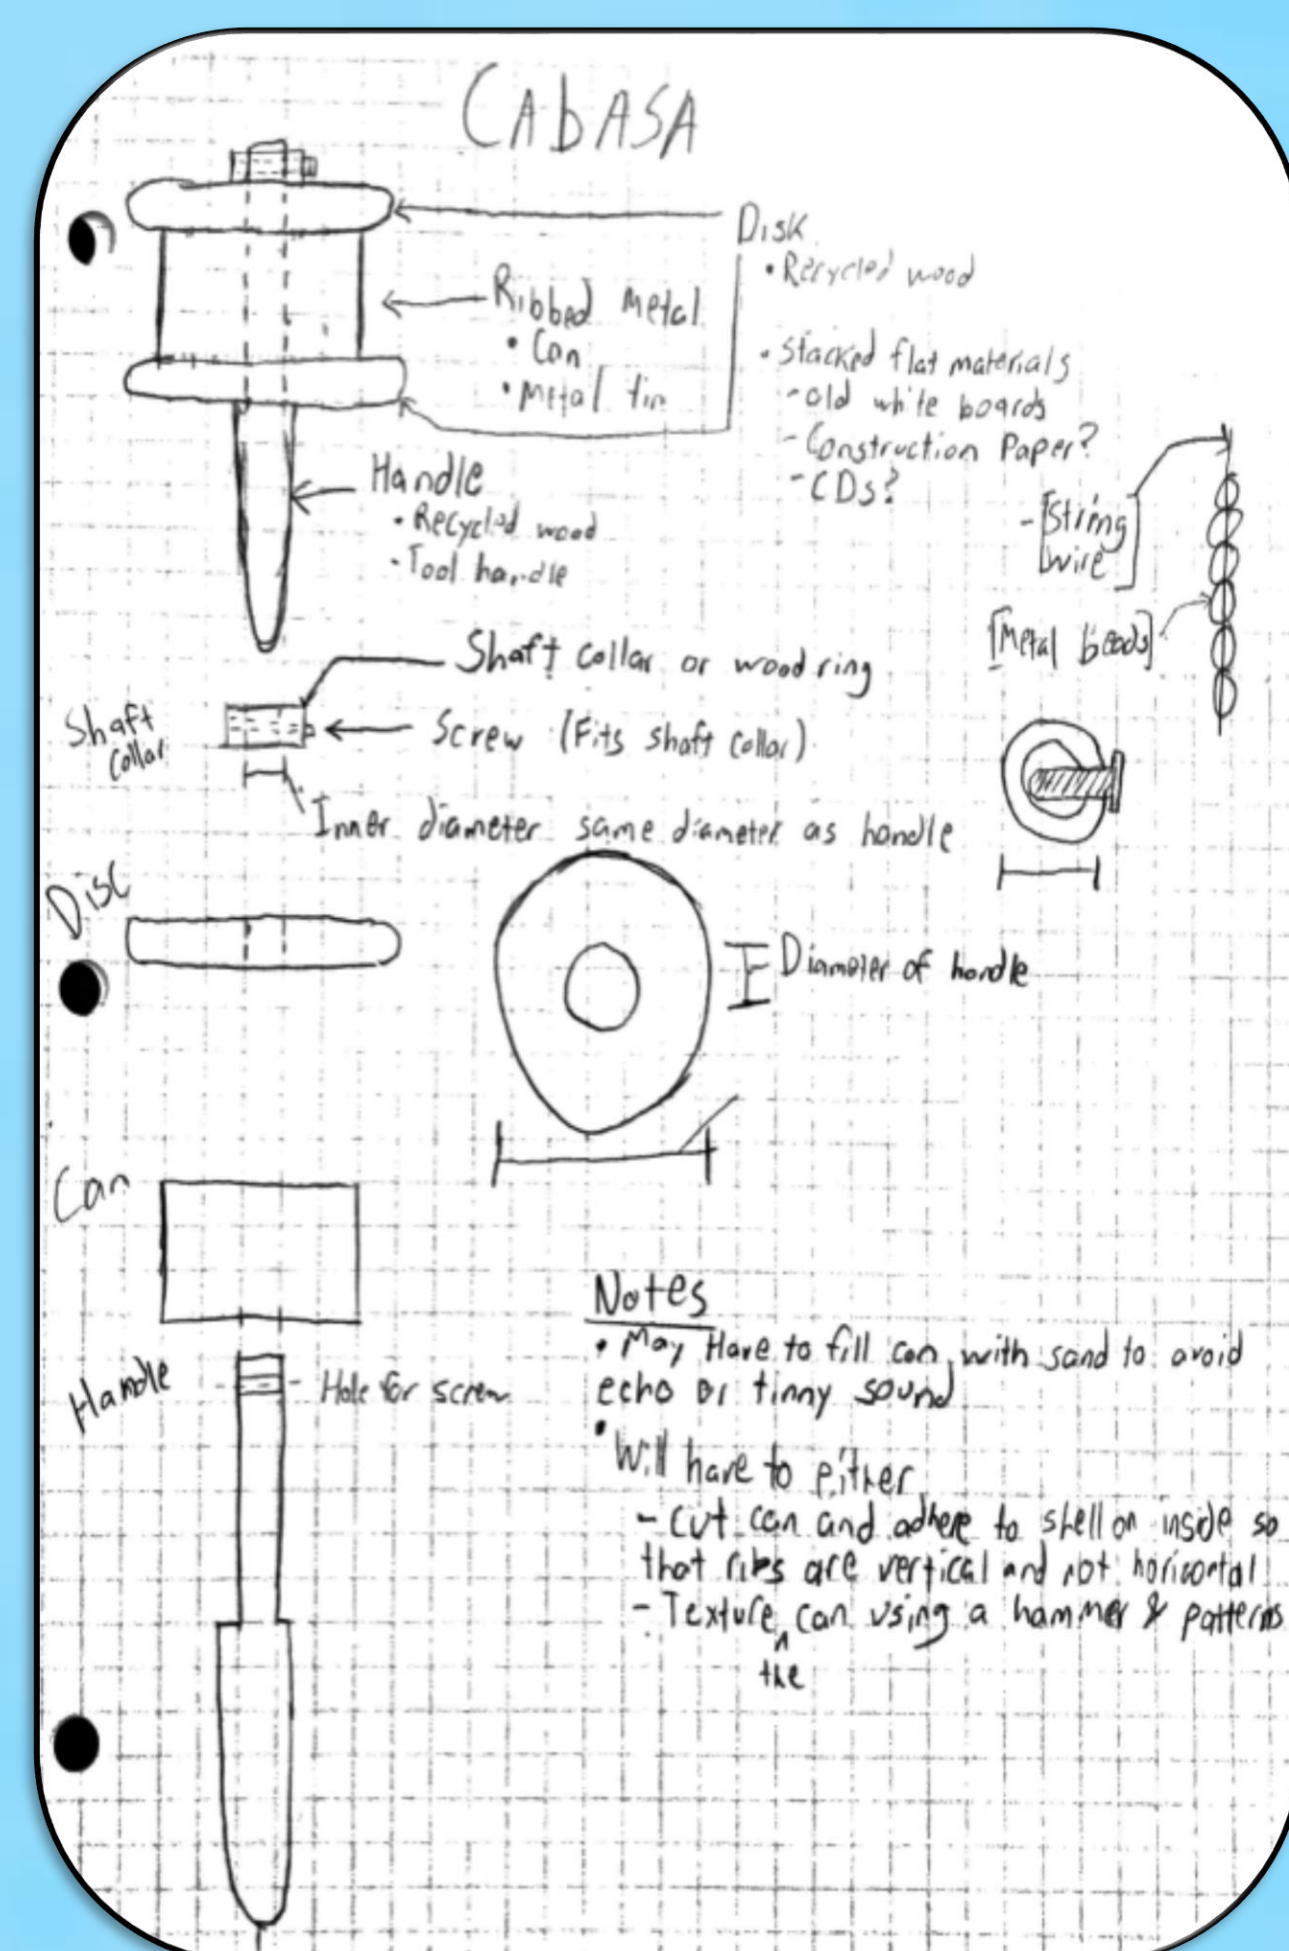 CAbASA
Disk
• Recycled wood
Ribbed Metal
• Can
• Metal tin
• Stacked flat materials
- old white boards
- Construction Paper?
- CDs?
Handle
• Recycled wood
- Tool handle
- [String
wire]
[Metal beads]
Shaft collar or wood ring
Shaft
collar
Screw (Fits shaft collar)
Inner diameter same diameter as handle
Disc
Diameter of handle
Can
Handle
Hole for screw
Notes
• May Have to fill can with sand to avoid
echo or tinny sound
• Will have to either
- Cut can and adhere to shell on inside so
that ribs are vertical and not horizontal
- Texture ^ can using a hammer & patterns
the